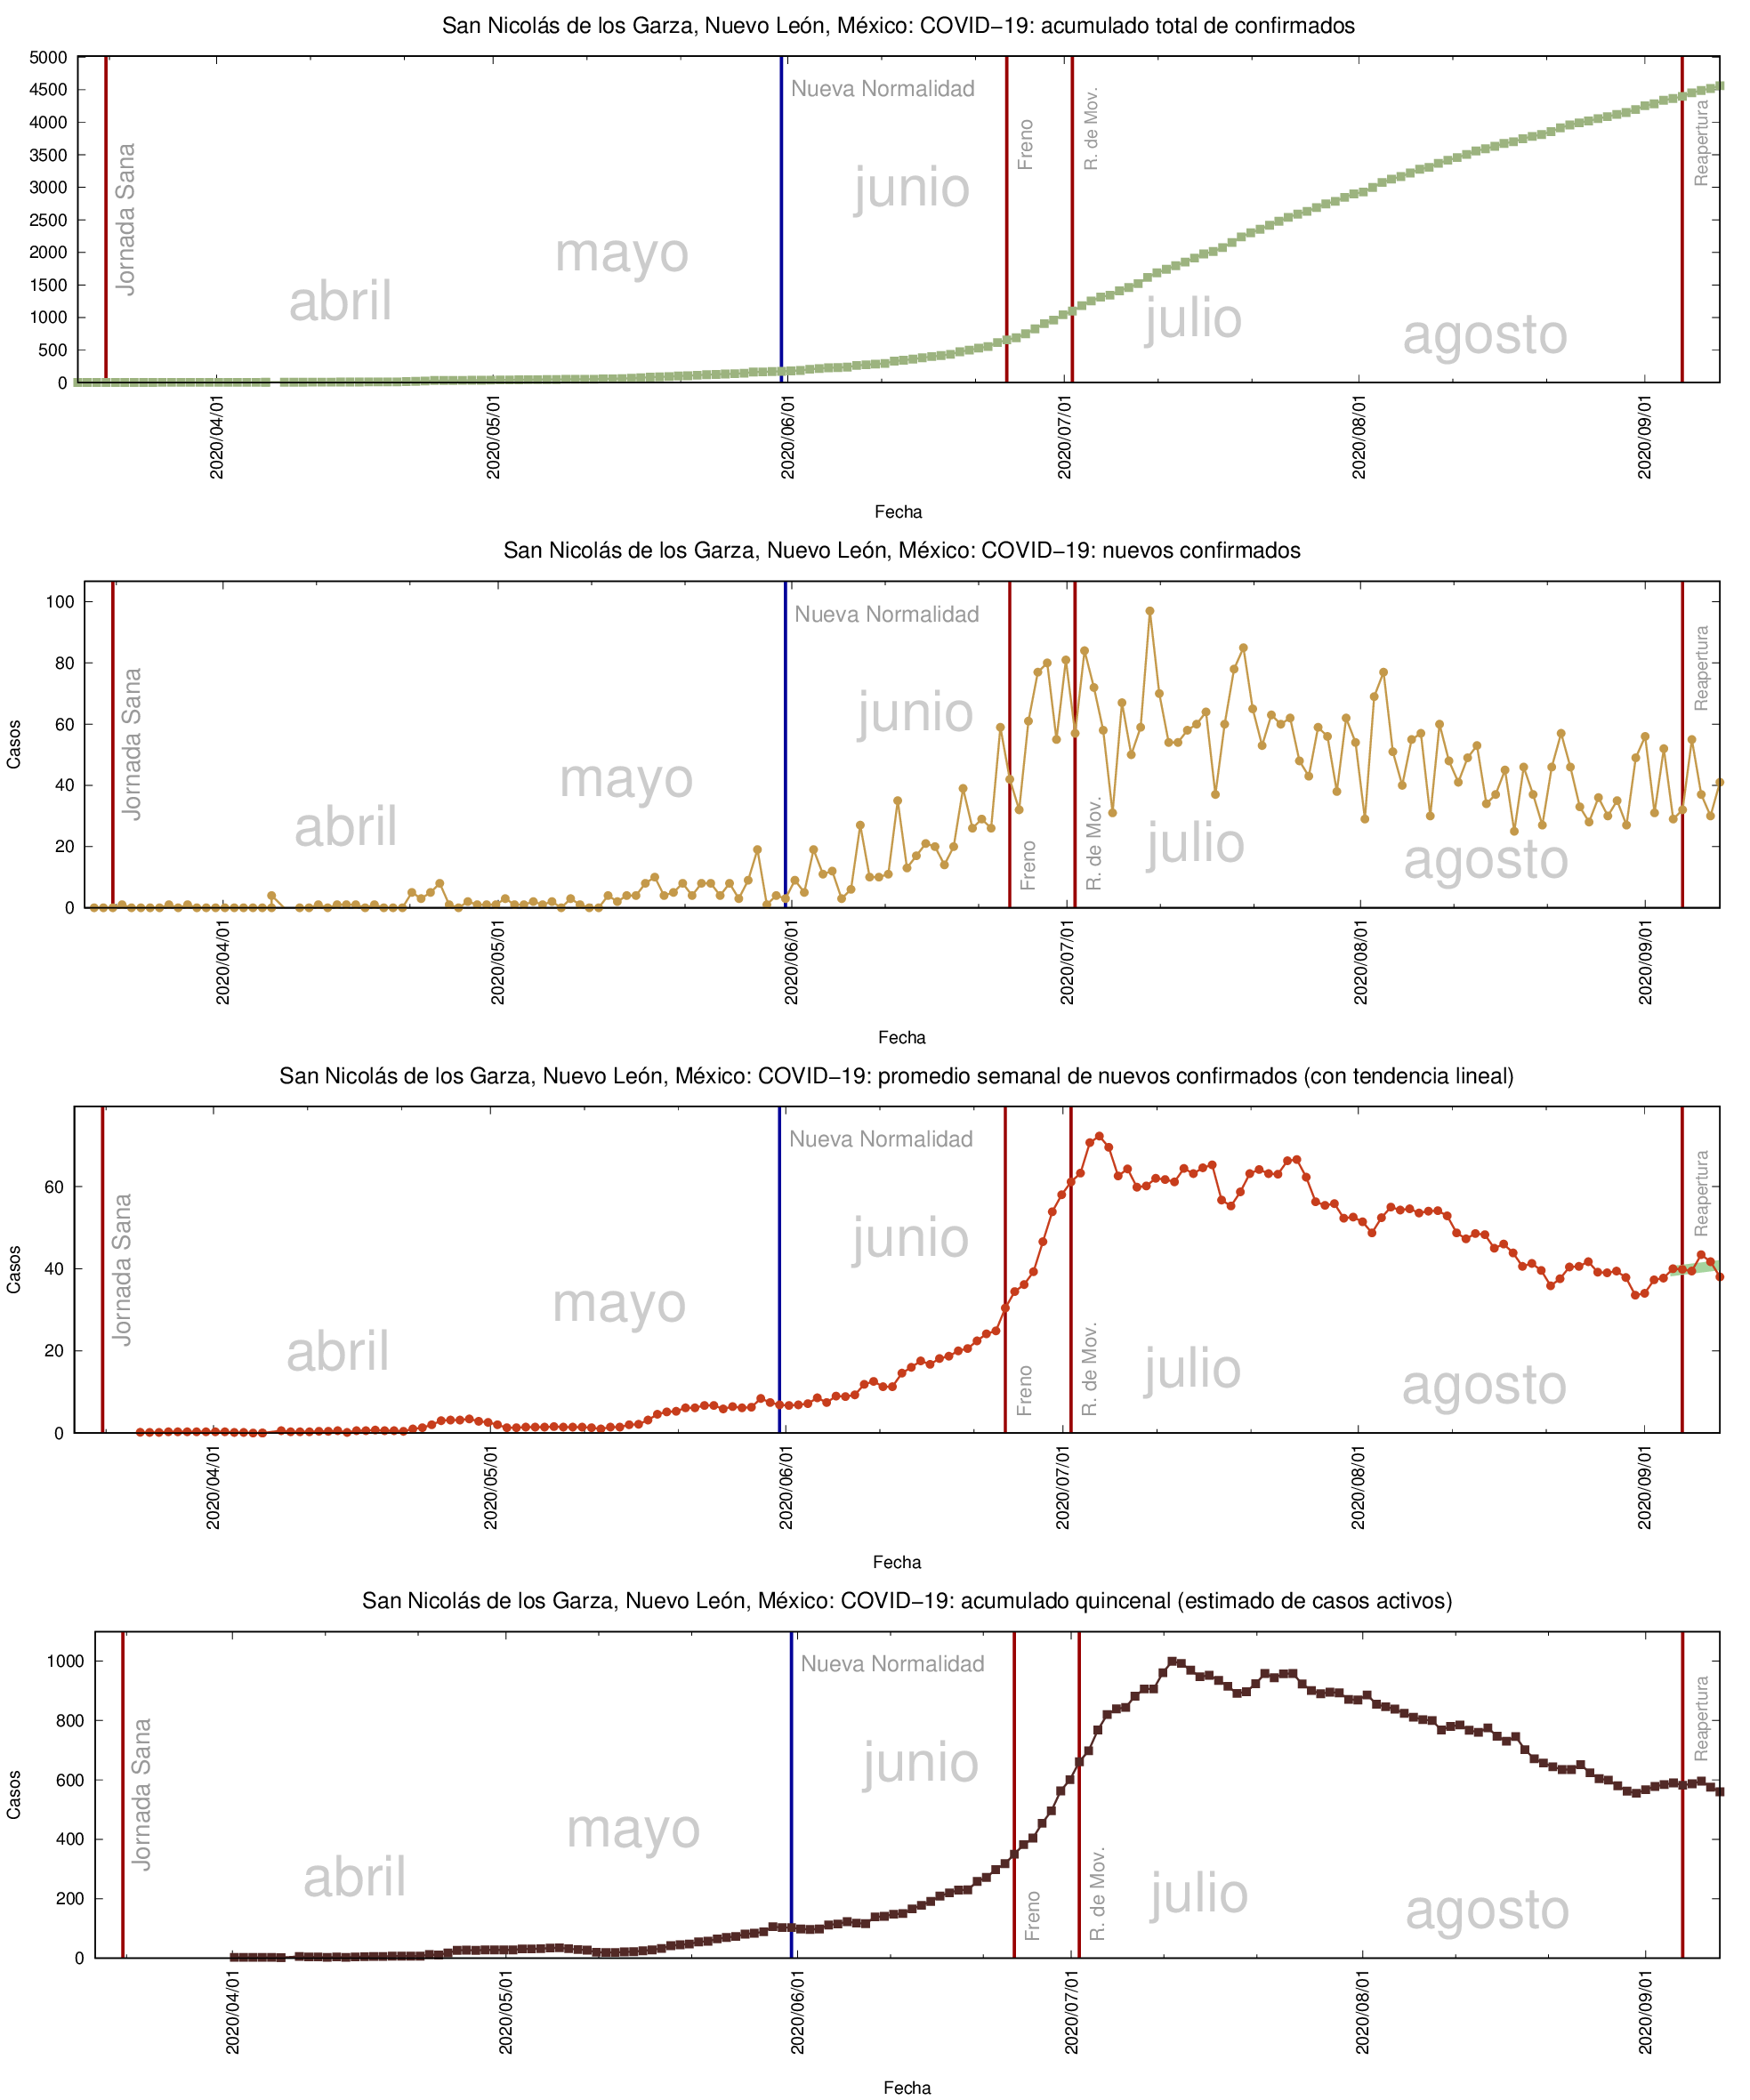 San Nicolás de los Garza, Nuevo León, México: COVID−19: acumulado total de confirmados
5000
4500
4000
3500
3000
2500
2000
1500
1000
500
0
Jornada Sana
abril
mayo
Nueva Normalidad
junio
Freno
R. de Mov.
julio
agosto
Reapertura
2020/04/01
2020/05/01
2020/06/01
2020/07/01
2020/08/01
2020/09/01
Fecha
San Nicolás de los Garza, Nuevo León, México: COVID−19: nuevos confirmados
Casos
100
80
60
40
20
0
Jornada Sana
abril
mayo
Nueva Normalidad
junio
Freno
R. de Mov.
julio
agosto
Reapertura
2020/04/01
2020/05/01
2020/06/01
2020/07/01
2020/08/01
2020/09/01
Fecha
San Nicolás de los Garza, Nuevo León, México: COVID−19: promedio semanal de nuevos confirmados (con tendencia lineal)
Casos
60
40
20
0
Jornada Sana
abril
mayo
Nueva Normalidad
junio
Freno
R. de Mov.
julio
agosto
Reapertura
2020/04/01
2020/05/01
2020/06/01
2020/07/01
2020/08/01
2020/09/01
Fecha
San Nicolás de los Garza, Nuevo León, México: COVID−19: acumulado quincenal (estimado de casos activos)
Casos
1000
800
600
400
200
0
Jornada Sana
abril
mayo
Nueva Normalidad
junio
Freno
R. de Mov.
julio
agosto
Reapertura
2020/04/01
2020/05/01
2020/06/01
2020/07/01
2020/08/01
2020/09/01
Fecha